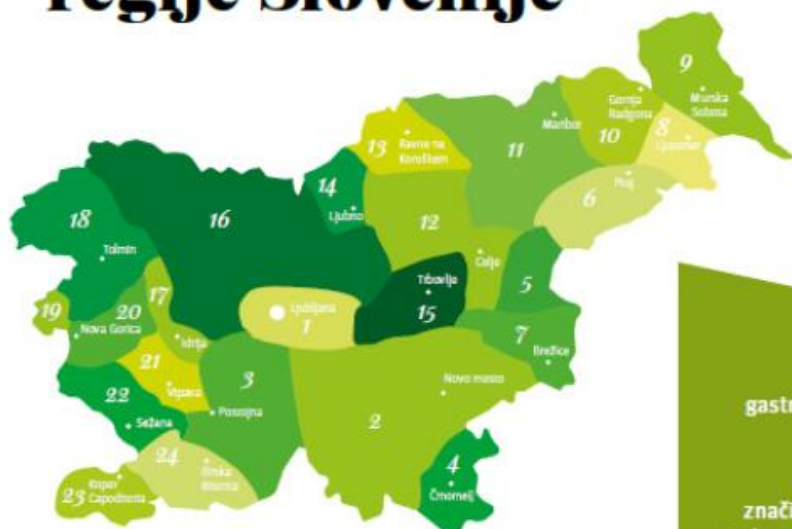 regije Slovenije
9
Murska
Sobota
Gornja
Radgona
10
8
Ljutomer
Maribor
11
13
Ravne na
Koroškem
14
Ljubno
6
Ptuj
16
12
18
Tolmin
Celje
5
Trbovlje
15
17
19
20
Nova Gorica
Ljubljana
1
7
Brežice
Idrija
21
Vipava
3
Postojna
Novo mesto
2
22
Sežana
24
Ilirska
Bistrica
4
Črnomelj
23
Koper
Capodistria
gastr
znači